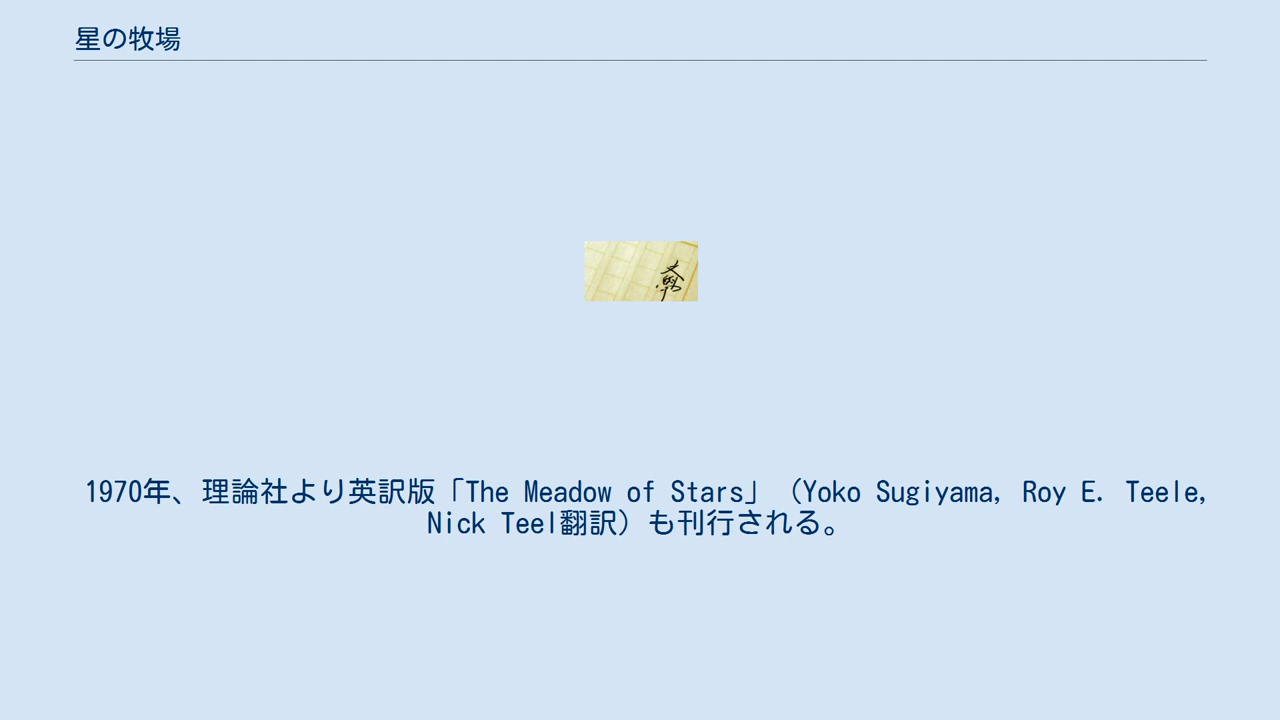 星の牧場
1970年、理論社より英訳版「The Meadow of Stars」（Yoko Sugiyama, Roy E. Teele,
Nick Teel翻訳）も刊行される。